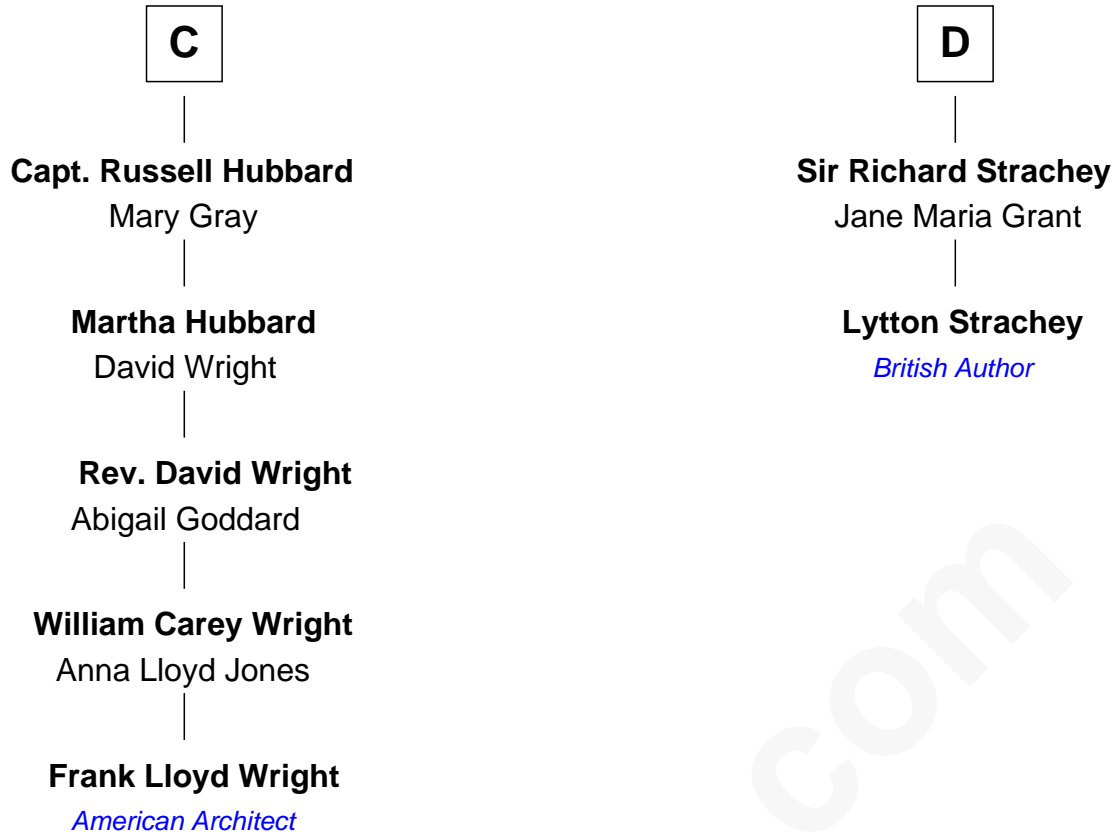 C
Capt. Russell Hubbard
Mary Gray
Martha Hubbard
David Wright
Rev. David Wright
Abigail Goddard
William Carey Wright
Anna Lloyd Jones
Frank Lloyd Wright
American Architect
D
Sir Richard Strachey
Jane Maria Grant
Lytton Strachey
British Author
com